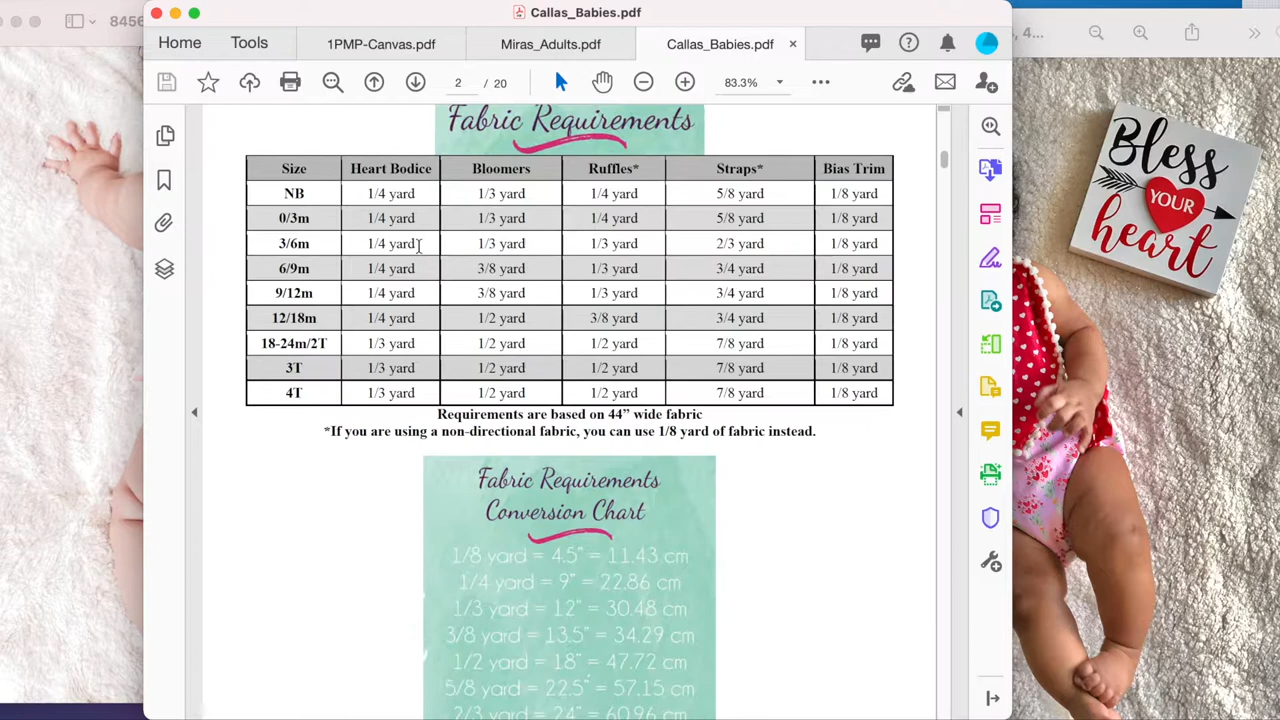 Callas_Babies.pdf
8456
Home Tools 1PMP-Canvas.pdf Miras_Adults.pdf Callas_Babies.pdf ×
4...
2 / 20 83.3%
Fabric Requirements
Size Heart Bodice Bloomers Ruffles* Straps* Bias Trim
NB 1/4 yard 1/3 yard 1/4 yard 5/8 yard 1/8 yard
0/3m 1/4 yard 1/3 yard 1/4 yard 5/8 yard 1/8 yard
3/6m 1/4 yard 1/3 yard 1/3 yard 2/3 yard 1/8 yard
6/9m 1/4 yard 3/8 yard 1/3 yard 3/4 yard 1/8 yard
9/12m 1/4 yard 3/8 yard 1/3 yard 3/4 yard 1/8 yard
12/18m 1/4 yard 1/2 yard 3/8 yard 3/4 yard 1/8 yard
18-24m/2T 1/3 yard 1/2 yard 1/2 yard 7/8 yard 1/8 yard
3T 1/3 yard 1/2 yard 1/2 yard 7/8 yard 1/8 yard
4T 1/3 yard 1/2 yard 1/2 yard 7/8 yard 1/8 yard
Requirements are based on 44” wide fabric
If you are using a non-directional fabric, you can use 1/8 yard of fabric instead.
Fabric Requirements
Conversion Chart
1/8 yard = 4.5" = 11.43 cm
1/4 yard = 9" = 22.86 cm
1/3 yard = 12" = 30.48 cm
3/8 yard = 13.5" = 34.29 cm
1/2 yard = 18" = 47.72 cm
5/8 yard = 22.5" = 57.15 cm
2/3 yard = 24" = 60.96 cm
Bless
YOUR
heart